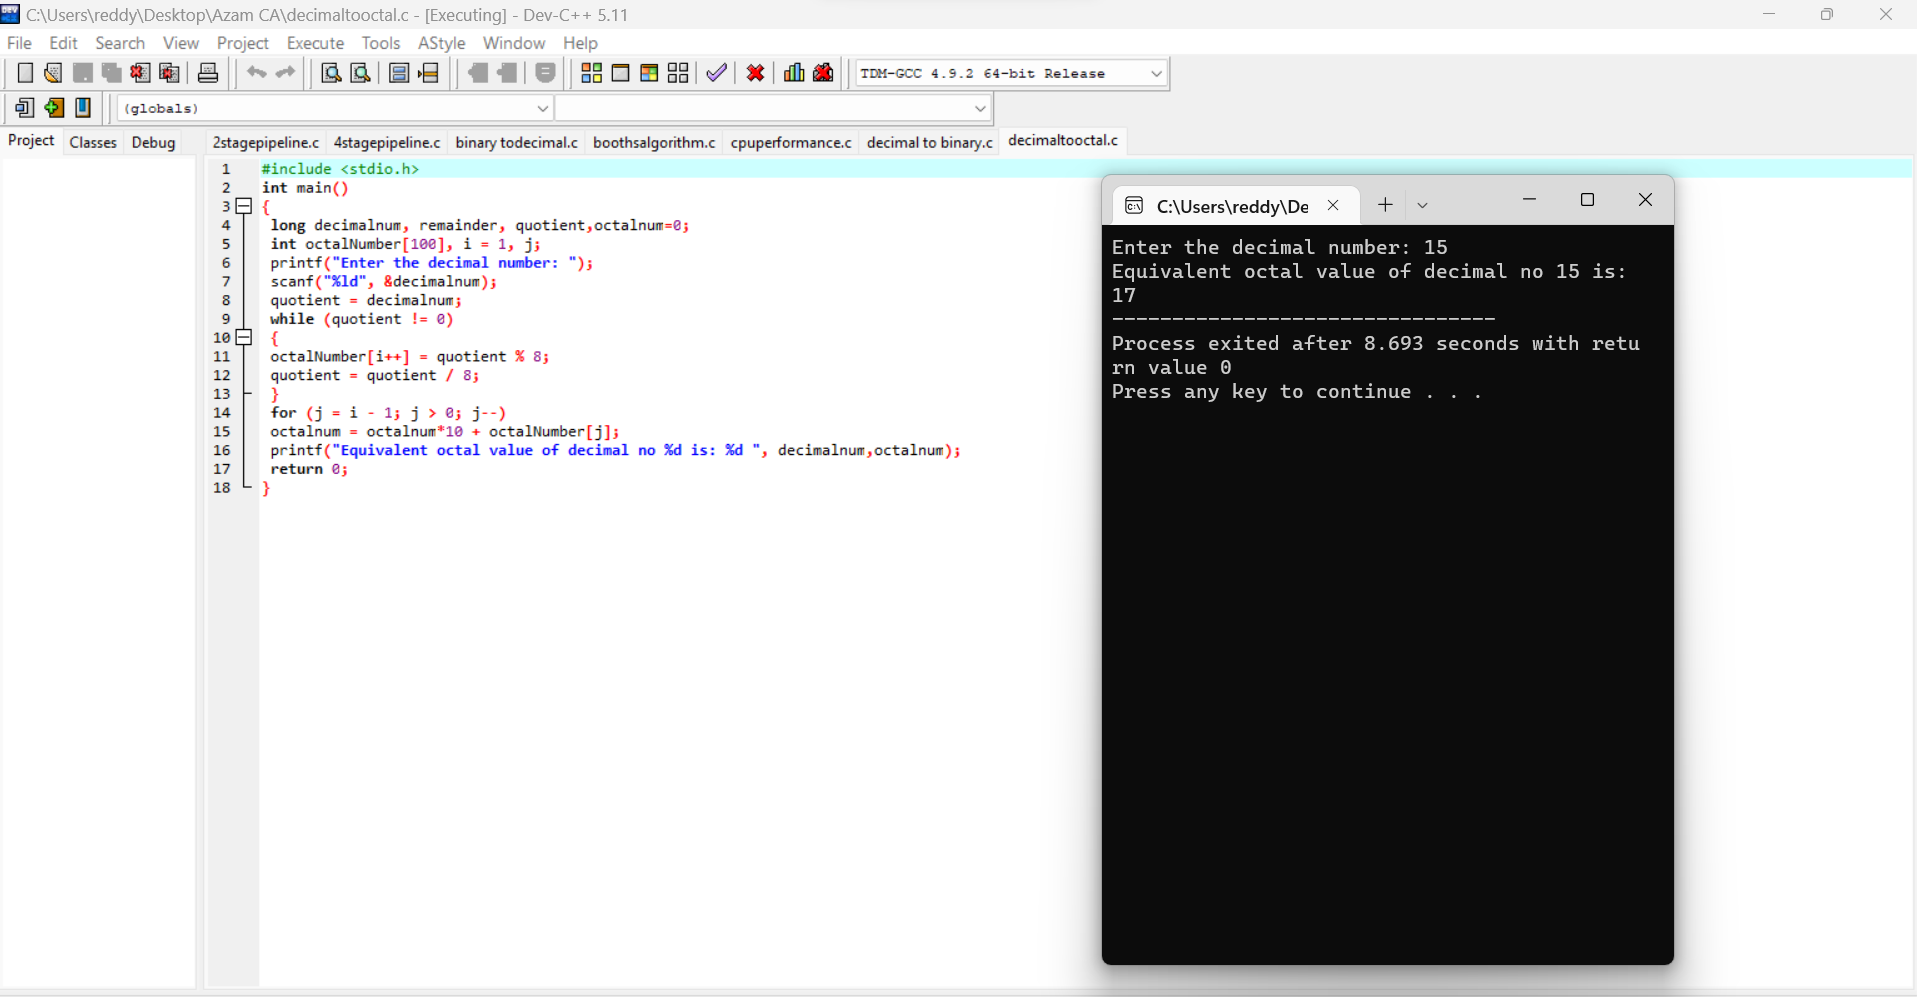 C:\Users\reddy\Desktop\Azam CA\decimaltooctal.c - [Executing] - Dev-C++ 5.11
File Edit Search View Project Execute Tools AStyle Window Help
TDM-GCC 4.9.2 64-bit Release
(globals)
Project Classes Debug
2stagepipeline.c 4stagepipeline.c binary todecimal.c boothsalgorithm.c cpuperformance.c decimal to binary.c decimaltooctal.c
1 #include <stdio.h>
2 int main()
3 {
4 long decimalnum, remainder, quotient,octalnum=0;
5 int octalNumber[100], i = 1, j;
6 printf("Enter the decimal number: ");
7 scanf("%ld", &decimalnum);
8 quotient = decimalnum;
9 while (quotient != 0)
10 {
11 octalNumber[i++] = quotient % 8;
12 quotient = quotient / 8;
13 }
14 for (j = i - 1; j > 0; j--)
15 octalnum = octalnum*10 + octalNumber[j];
16 printf("Equivalent octal value of decimal no %d is: %d ", decimalnum,octalnum);
17 return 0;
18 }
C:\Users\reddy\De
Enter the decimal number: 15
Equivalent octal value of decimal no 15 is:
17
--------------------------------
Process exited after 8.693 seconds with retu
rn value 0
Press any key to continue . . .